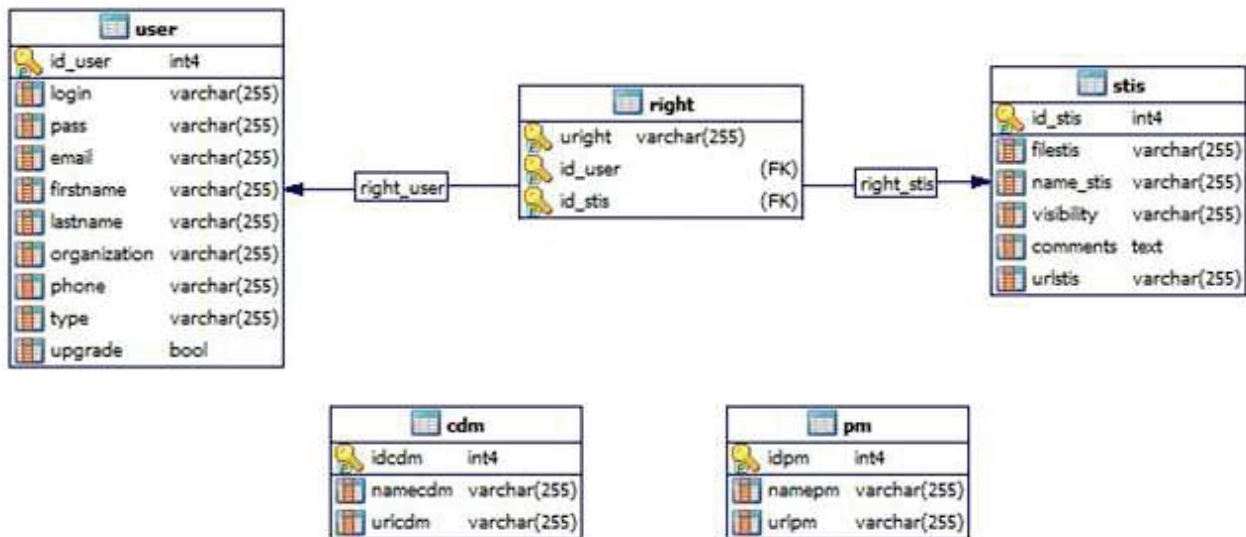 user
id_user int4
login varchar(255)
pass varchar(255)
email varchar(255)
firstname varchar(255)
lastname varchar(255)
organization varchar(255)
phone varchar(255)
type varchar(255)
upgrade bool
right_user
right
uright varchar(255)
id_user (FK)
id_stis (FK)
right_stis
stis
id_stis int4
filestis varchar(255)
name_stis varchar(255)
visibility varchar(255)
comments text
urlstis varchar(255)
cdm
idcdm int4
namecdm varchar(255)
urlcdm varchar(255)
pm
idpm int4
namepm varchar(255)
urlpm varchar(255)